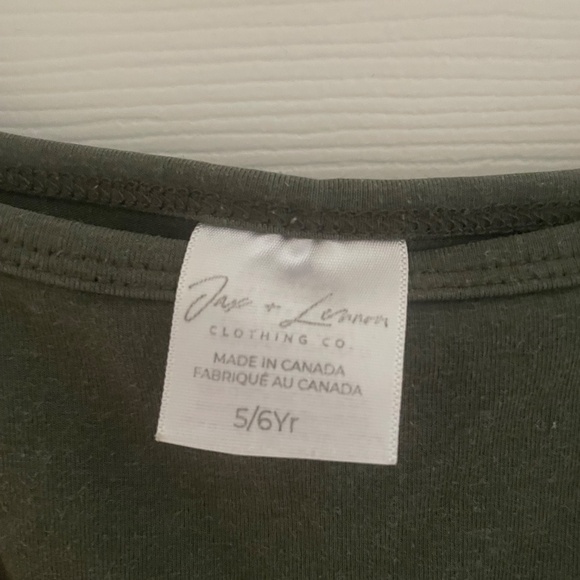 Jase + Lennon
CLOTHING CO.
MADE IN CANADA
FABRIQUÉ AU CANADA
5/6Yr